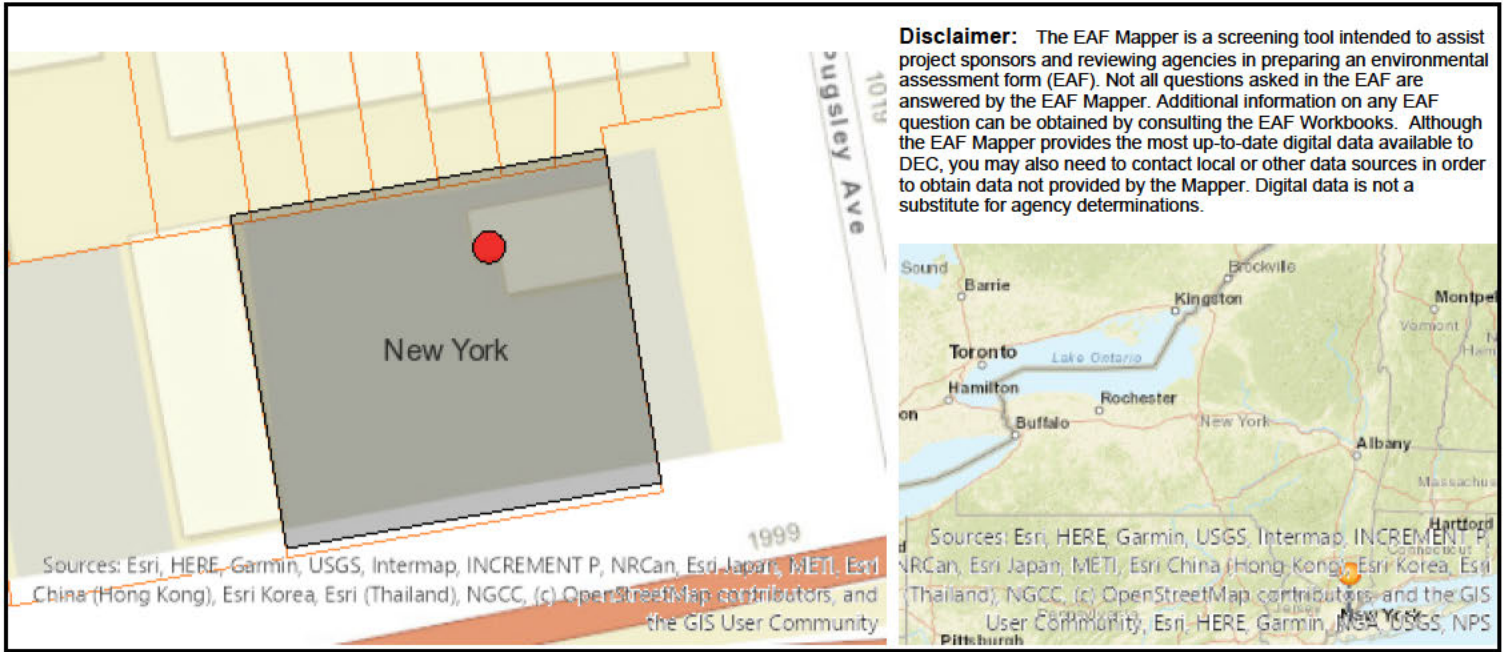 Disclaimer: The EAF Mapper is a screening tool intended to assist
project sponsors and reviewing agencies in preparing an environmental
assessment form (EAF). Not all questions asked in the EAF are
answered by the EAF Mapper. Additional information on any EAF
question can be obtained by consulting the EAF Workbooks. Although
the EAF Mapper provides the most up-to-date digital data available to
DEC, you may also need to contact local or other data sources in order
to obtain data not provided by the Mapper. Digital data is not a
substitute for agency determinations.
Pugsley Ave
1019
New York
1999
Sources: Esri, HERE, Garmin, USGS, Intermap, INCREMENT P, NRCan, Esri Japan, METI, Esri
China (Hong Kong), Esri Korea, Esri (Thailand), NGCC, (c) OpenStreetMap contributors, and
the GIS User Community
Sound
Barrie
Brockville
Kingston
Montpel
Vermont
Toronto
Lake Ontario
Hamilton
Rochester
on
Buffalo
New York
Albany
Massachus
Hartford
Connecticut
Sources: Esri, HERE, Garmin, USGS, Intermap, INCREMENT P,
NRCan, Esri Japan, METI, Esri China (Hong Kong), Esri Korea, Esri
(Thailand), NGCC, (c) OpenStreetMap contributors, and the GIS
User Community, Esri, HERE, Garmin, NGA, USGS, NPS
Pennsylvania
Jersey
New York
Pittsburgh